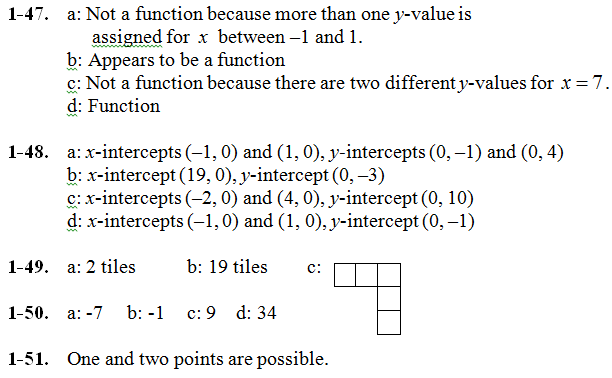 1-47. a: Not a function because more than one y-value is
assigned for x between –1 and 1.
b: Appears to be a function
c: Not a function because there are two different y-values for x = 7.
d: Function
1-48. a: x-intercepts (–1, 0) and (1, 0), y-intercepts (0, –1) and (0, 4)
b: x-intercept (19, 0), y-intercept (0, –3)
c: x-intercepts (–2, 0) and (4, 0), y-intercept (0, 10)
d: x-intercepts (–1, 0) and (1, 0), y-intercept (0, –1)
1-49. a: 2 tiles b: 19 tiles c:
1-50. a: -7 b: -1 c: 9 d: 34
1-51. One and two points are possible.